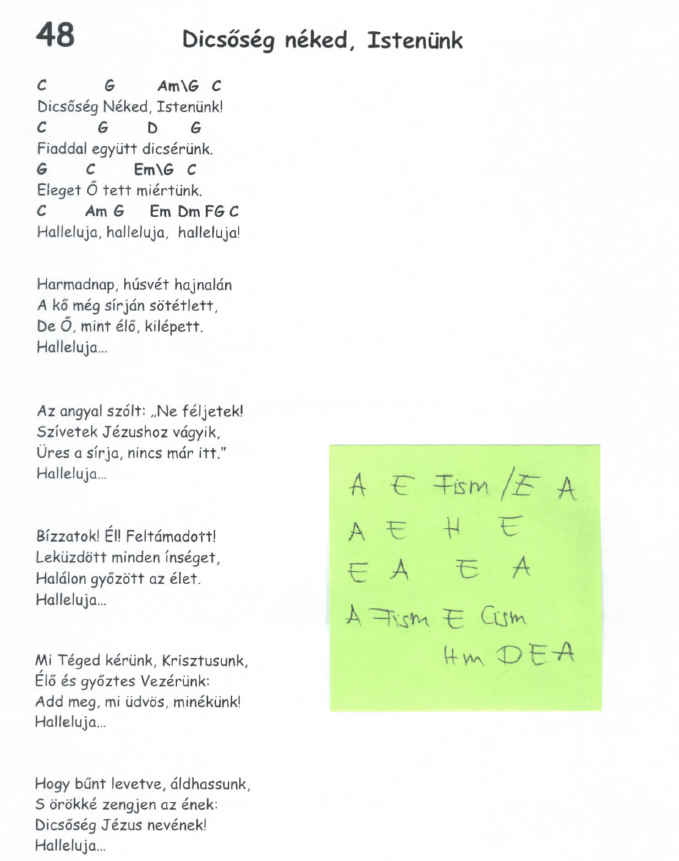 48 Dicsőség néked, Istenünk
C G Am\G C
Dicsőség Néked, Istenünk!
C G D G
Fiaddal együtt dicsérünk.
G C Em\G C
Eleget Ő tett miértünk.
C Am G Em Dm FG C
Halleluja, halleluja, halleluja!
Harmadnap, húsvét hajnalán
A kő még sírján sötétlett,
De Ő, mint élő, kilépett.
Halleluja...
Az angyal szólt: „Ne féljetek!
Szívetek Jézushoz vágyik,
Üres a sírja, nincs már itt."
Halleluja...
Bízzatok! Él! Feltámadott!
Leküzdött minden ínséget,
Halálon győzött az élet.
Halleluja...
Mi Téged kérünk, Krisztusunk,
Élő és győztes Vezérünk:
Add meg, mi üdvös, minékünk!
Halleluja...
Hogy bűnt levetve, áldhassunk,
S örökké zengjen az ének:
Dicsőség Jézus nevének!
Halleluja...
A E Fism /E A
A E H E
E A E A
A Fism E Cism
Hm D E A